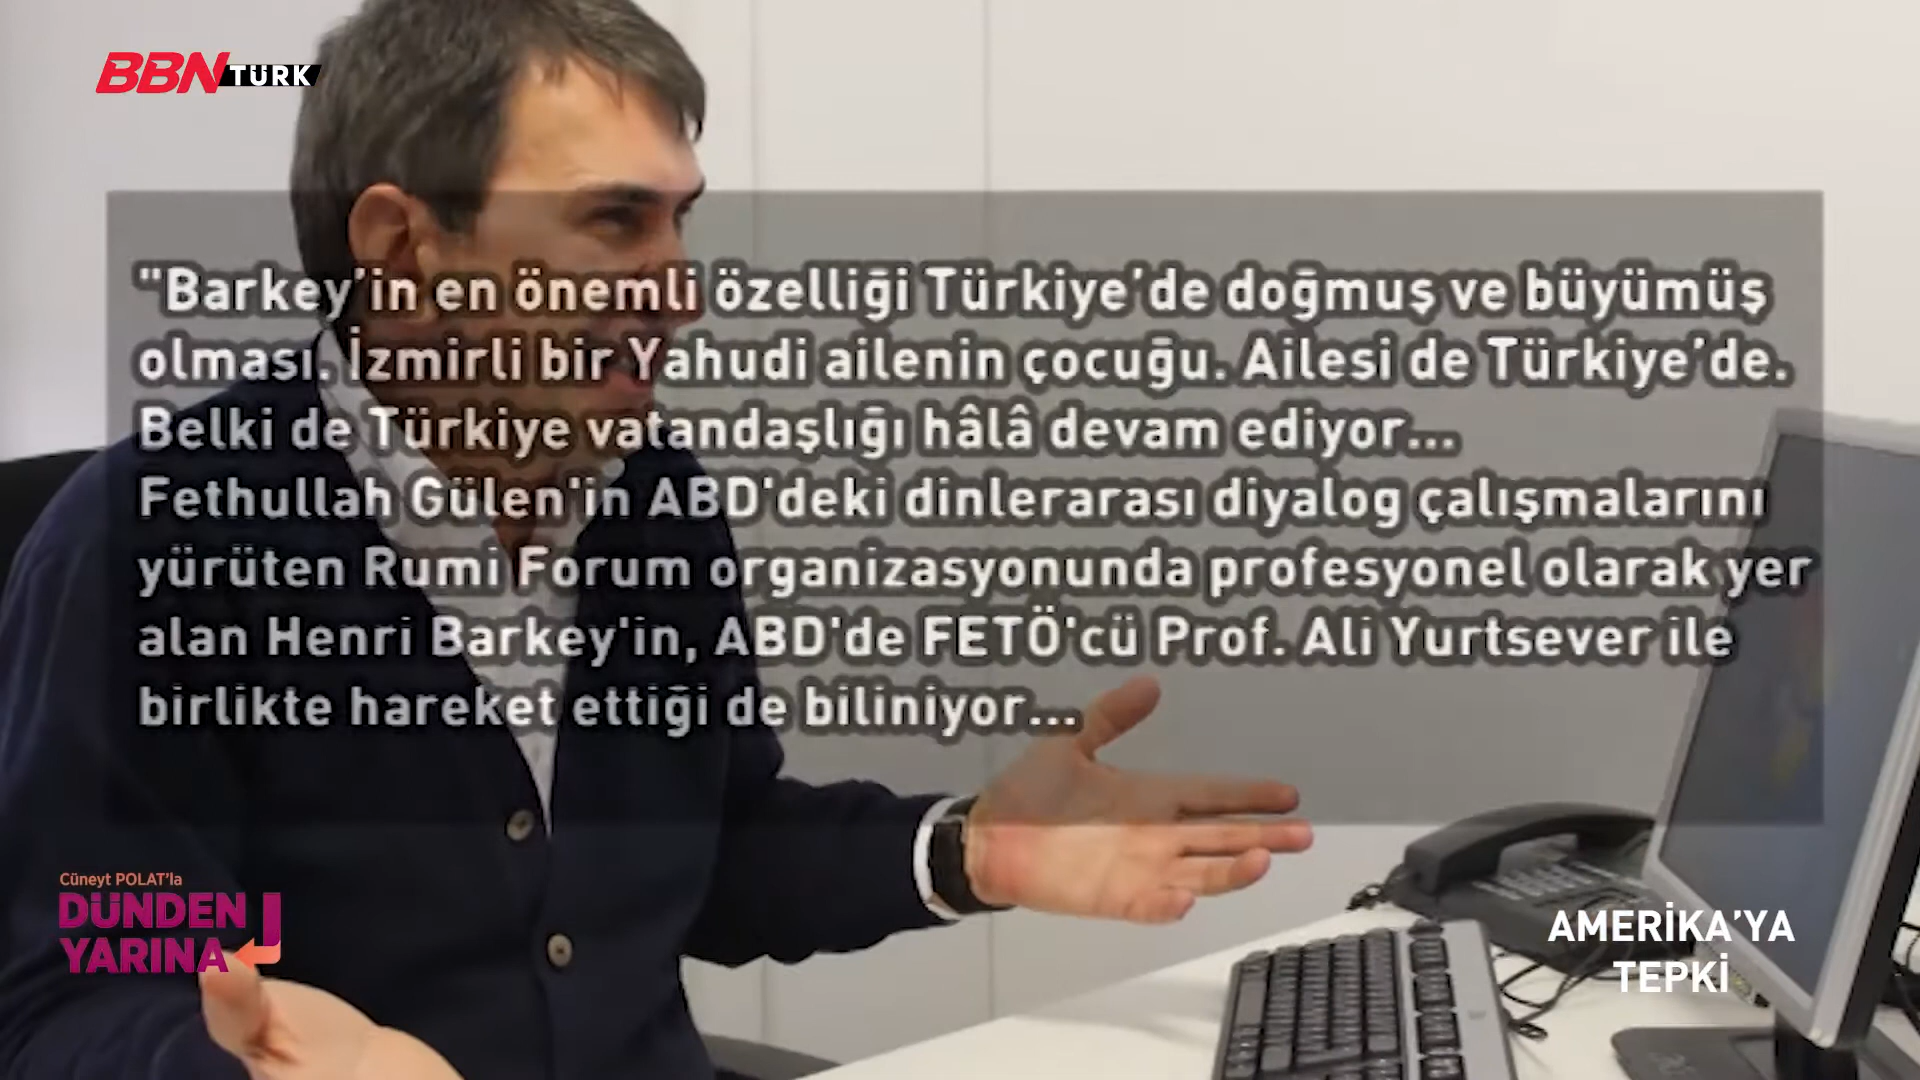 BBN TÜRK
"Barkey'in en önemli özelliği Türkiye'de doğmuş ve büyümüş
olması. İzmirli bir Yahudi ailenin çocuğu. Ailesi de Türkiye'de.
Belki de Türkiye vatandaşlığı hâlâ devam ediyor...
Fethullah Gülen'in ABD'deki dinlerarası diyalog çalışmalarını
yürüten Rumi Forum organizasyonunda profesyonel olarak yer
alan Henri Barkey'in, ABD'de FETÖ'cü Prof. Ali Yurtsever ile
birlikte hareket ettiği de biliniyor...
Cüneyt POLAT'la
DÜNDEN
YARINA
AMERİKA'YA
TEPKİ